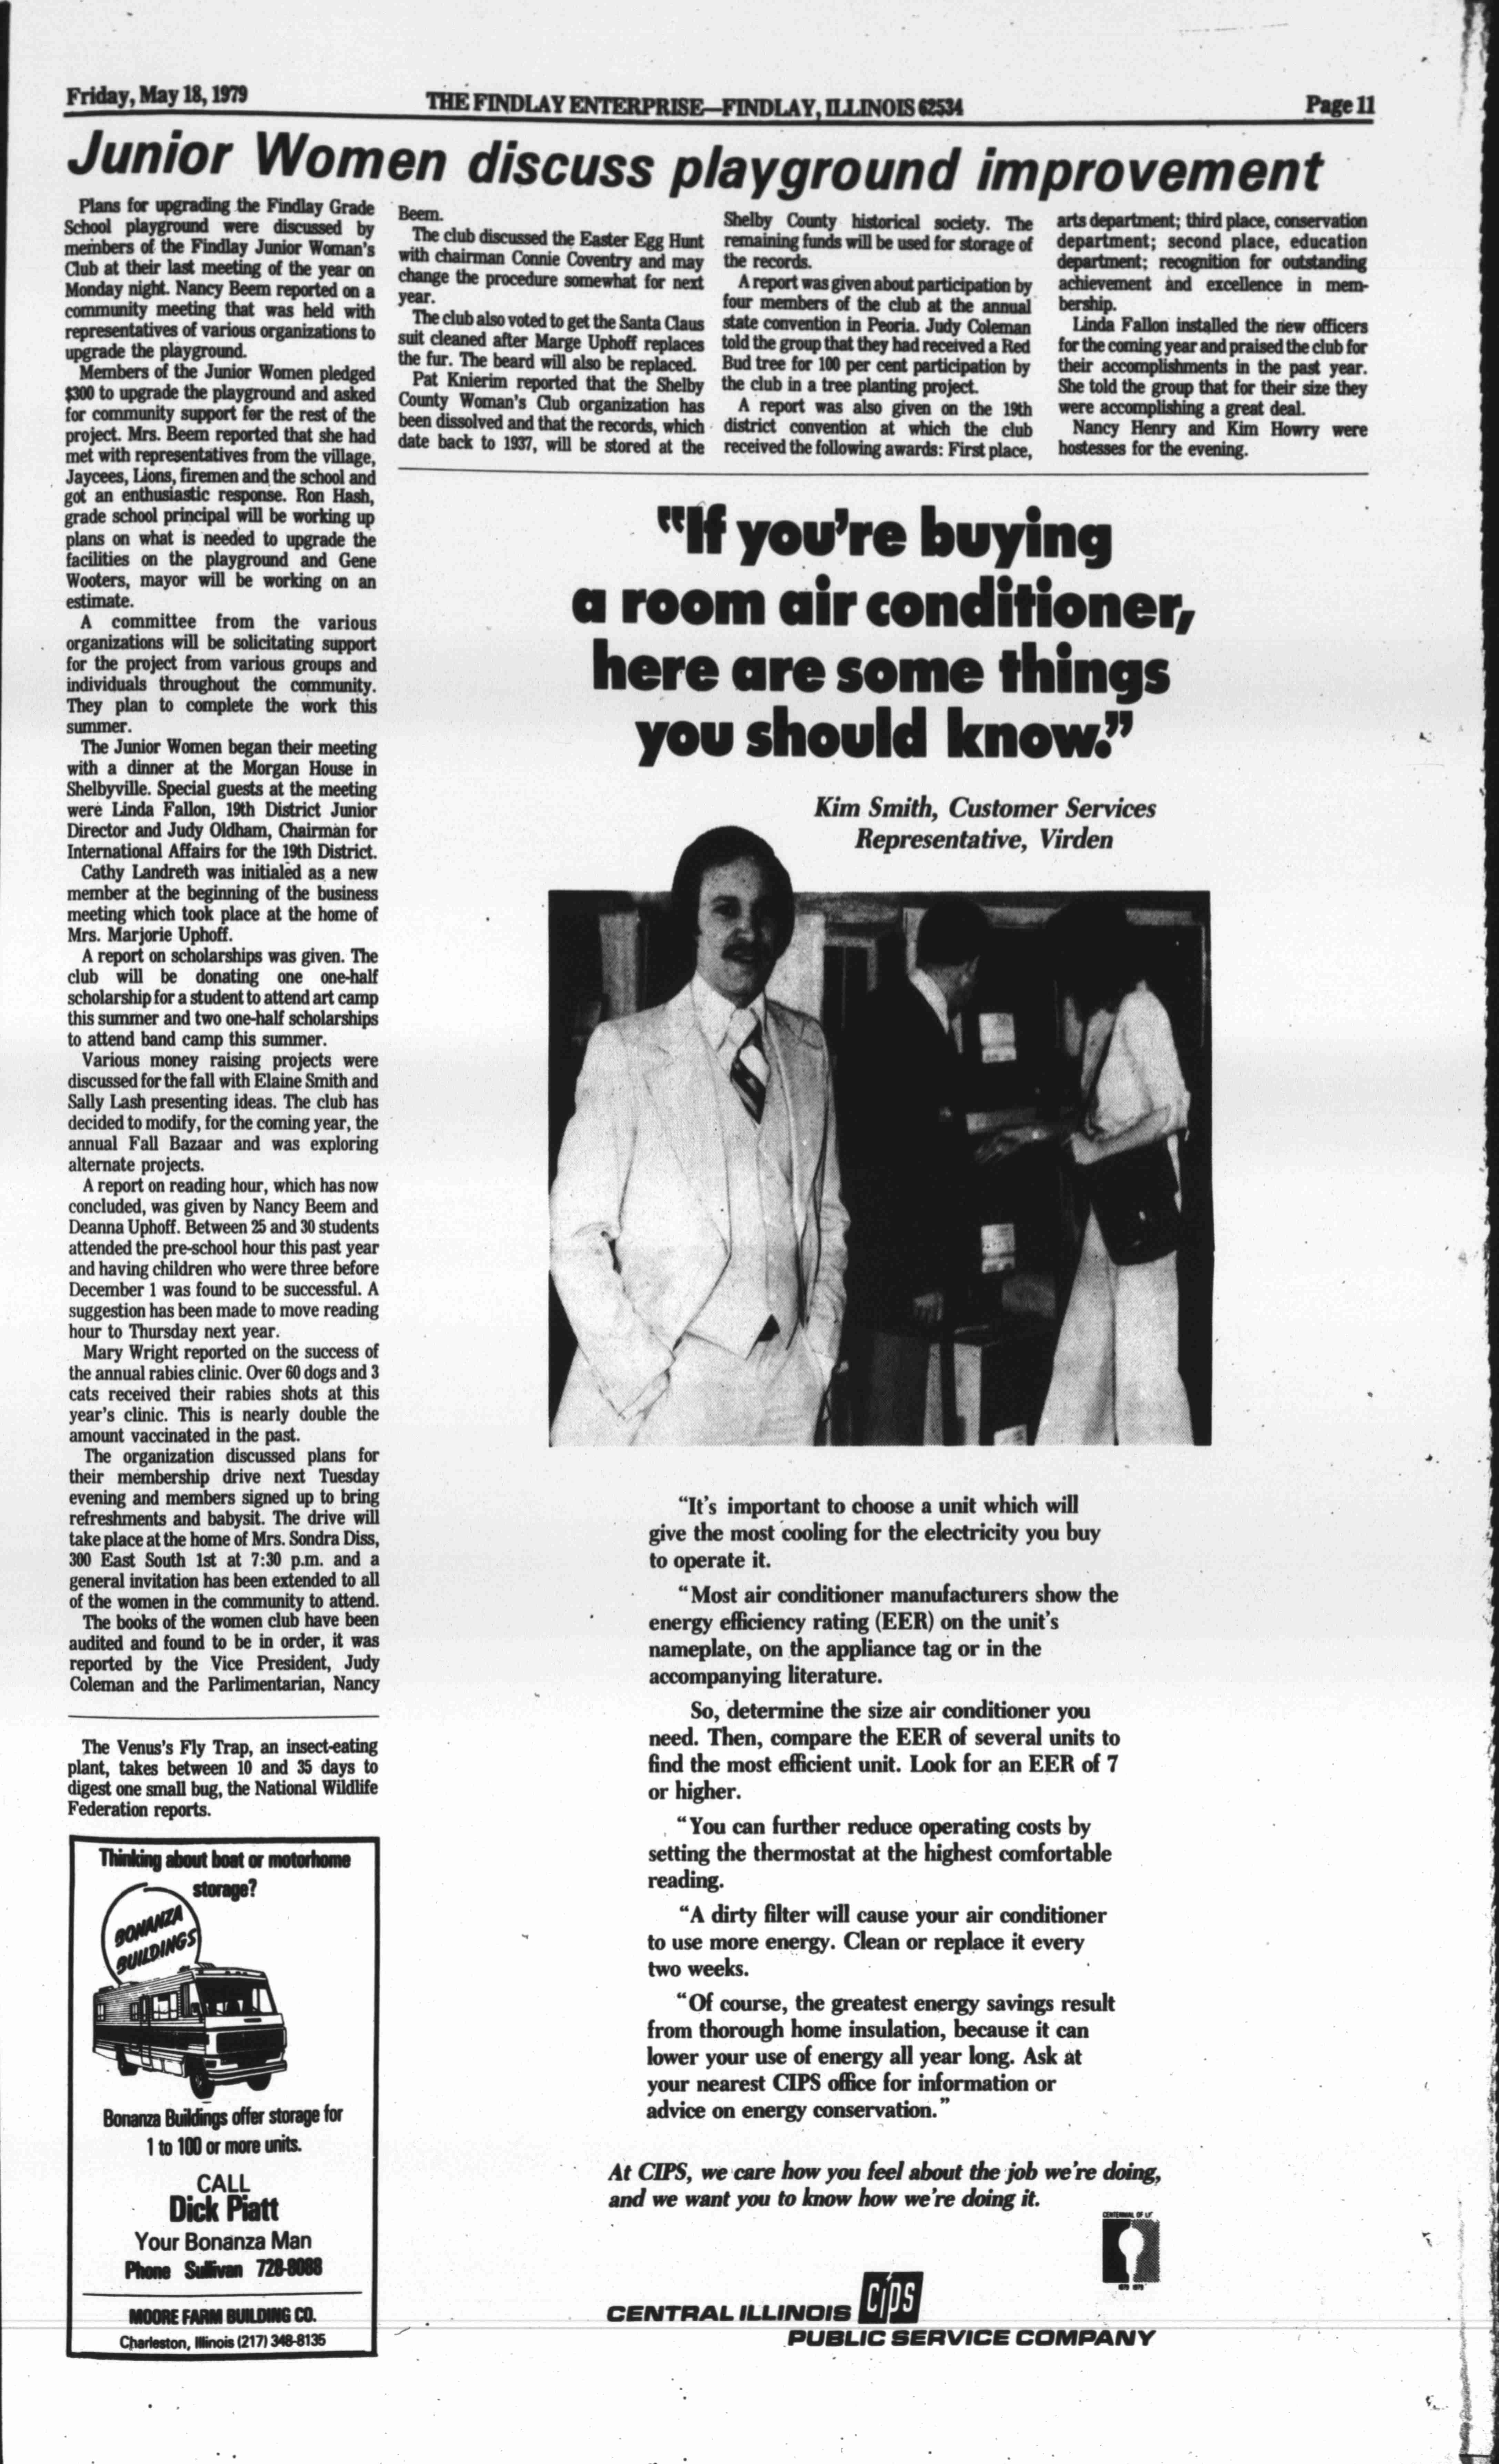 Friday, May 18, 1979
THE FINDLAY ENTERPRISE—FINDLAY, ILLINOIS 62534
Page 11
Junior Women discuss playground improvement
Plans for upgrading the Findlay Grade
School playground were discussed by
members of the Findlay Junior Woman's
Club at their last meeting of the year on
Monday night. Nancy Beem reported on a
community meeting that was held with
representatives of various organizations to
upgrade the playground.
Members of the Junior Women pledged
$300 to upgrade the playground and asked
for community support for the rest of the
project. Mrs. Beem reported that she had
met with representatives from the village,
Jaycees, Lions, firemen and the school and
got an enthusiastic response. Ron Hash,
grade school principal will be working up
plans on what is needed to upgrade the
facilities on the playground and Gene
Wooters, mayor will be working on an
estimate.
A committee from the various
organizations will be solicitating support
for the project from various groups and
individuals throughout the community.
They plan to complete the work this
summer.
The Junior Women began their meeting
with a dinner at the Morgan House in
Shelbyville. Special guests at the meeting
were Linda Fallon, 19th District Junior
Director and Judy Oldham, Chairman for
International Affairs for the 19th District.
Cathy Landreth was initialed as a new
member at the beginning of the business
meeting which took place at the home of
Mrs. Marjorie Uphoff.
A report on scholarships was given. The
club will be donating one one-half
scholarship for a student to attend art camp
this summer and two one-half scholarships
to attend band camp this summer.
Various money raising projects were
discussed for the fall with Elaine Smith and
Sally Lash presenting ideas. The club has
decided to modify, for the coming year, the
annual Fall Bazaar and was exploring
alternate projects.
A report on reading hour, which has now
concluded, was given by Nancy Beem and
Deanna Uphoff. Between 25 and 30 students
attended the pre-school hour this past year
and having children who were three before
December 1 was found to be successful. A
suggestion has been made to move reading
hour to Thursday next year.
Mary Wright reported on the success of
the annual rabies clinic. Over 60 dogs and 3
cats received their rabies shots at this
year's clinic. This is nearly double the
amount vaccinated in the past.
The organization discussed plans for
their membership drive next Tuesday
evening and members signed up to bring
refreshments and babysit. The drive will
take place at the home of Mrs. Sondra Diss,
300 East South 1st at 7:30 p.m. and a
general invitation has been extended to all
of the women in the community to attend.
The books of the women club have been
audited and found to be in order, it was
reported by the Vice President, Judy
Coleman and the Parlimentarian, Nancy
Beem.
The club discussed the Easter Egg Hunt
with chairman Connie Coventry and may
change the procedure somewhat for next
year.
The club also voted to get the Santa Claus
suit cleaned after Marge Uphoff replaces
the fur. The beard will also be replaced.
Pat Knierim reported that the Shelby
County Woman's Club organization has
been dissolved and that the records, which
date back to 1937, will be stored at the
Shelby County historical society. The
remaining funds will be used for storage of
the records.
A report was given about participation by
four members of the club at the annual
state convention in Peoria. Judy Coleman
told the group that they had received a Red
Bud tree for 100 per cent participation by
the club in a tree planting project.
A report was also given on the 19th
district convention at which the club
received the following awards: First place,
arts department; third place, conservation
department; second place, education
department; recognition for outstanding
achievement and excellence in mem-
bership.
Linda Fallon installed the new officers
for the coming year and praised the club for
their accomplishments in the past year.
She told the group that for their size they
were accomplishing a great deal.
Nancy Henry and Kim Howry were
hostesses for the evening.
The Venus's Fly Trap, an insect-eating
plant, takes between 10 and 35 days to
digest one small bug, the National Wildlife
Federation reports.
Thinking about boat or motorhome
storage?
BONANZA
BUILDINGS
Bonanza Buildings offer storage for
1 to 100 or more units.
CALL
Dick Piatt
Your Bonanza Man
Phone Sullivan 728-8088
MOORE FARM BUILDING CO.
Charleston, Illinois (217) 348-8135
"If you're buying
a room air conditioner,
here are some things
you should know."
Kim Smith, Customer Services
Representative, Virden
"It's important to choose a unit which will
give the most cooling for the electricity you buy
to operate it.
"Most air conditioner manufacturers show the
energy efficiency rating (EER) on the unit's
nameplate, on the appliance tag or in the
accompanying literature.
So, determine the size air conditioner you
need. Then, compare the EER of several units to
find the most efficient unit. Look for an EER of 7
or higher.
"You can further reduce operating costs by
setting the thermostat at the highest comfortable
reading.
"A dirty filter will cause your air conditioner
to use more energy. Clean or replace it every
two weeks.
"Of course, the greatest energy savings result
from thorough home insulation, because it can
lower your use of energy all year long. Ask at
your nearest CIPS office for information or
advice on energy conservation."
At CIPS, we care how you feel about the job we're doing,
and we want you to know how we're doing it.
CENTENNIAL OF
CENTRAL ILLINOIS
CIPS
PUBLIC SERVICE COMPANY